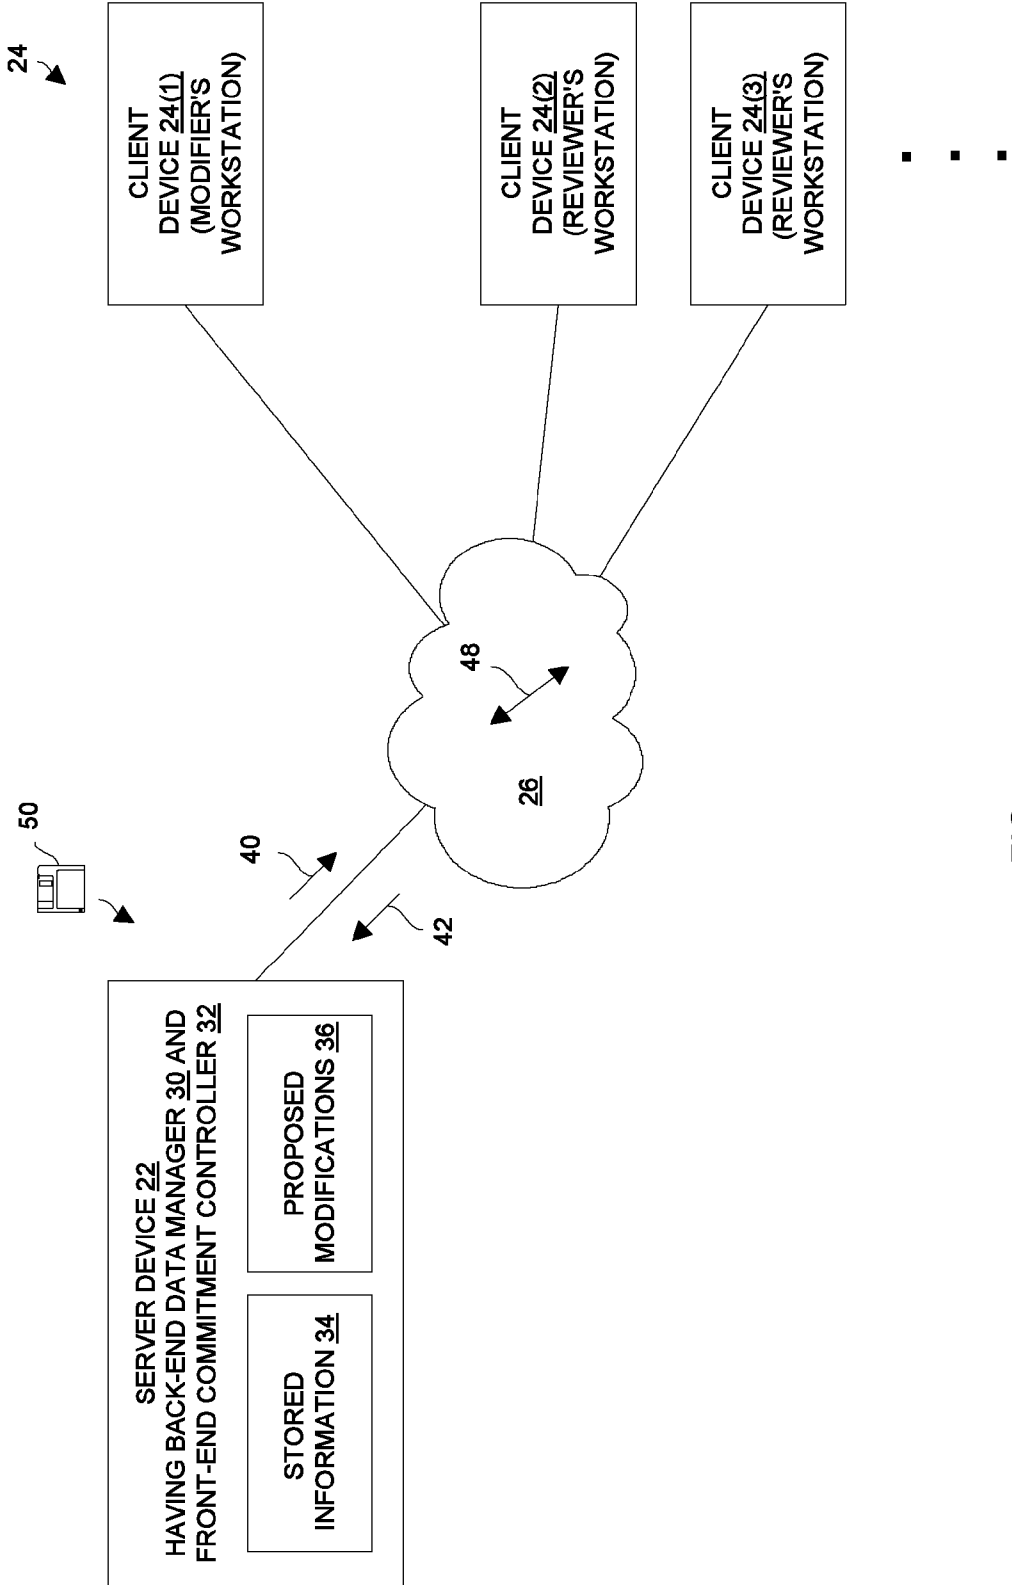 24
CLIENT
DEVICE 24(1)
(MODIFIER'S
WORKSTATION)
CLIENT
DEVICE 24(2)
(REVIEWER'S
WORKSTATION)
CLIENT
DEVICE 24(3)
(REVIEWER'S
WORKSTATION)
48
26
50
40
42
SERVER DEVICE 22
HAVING BACK-END DATA MANAGER 30 AND
FRONT-END COMMITMENT CONTROLLER 32
STORED
INFORMATION 34
PROPOSED
MODIFICATIONS 36